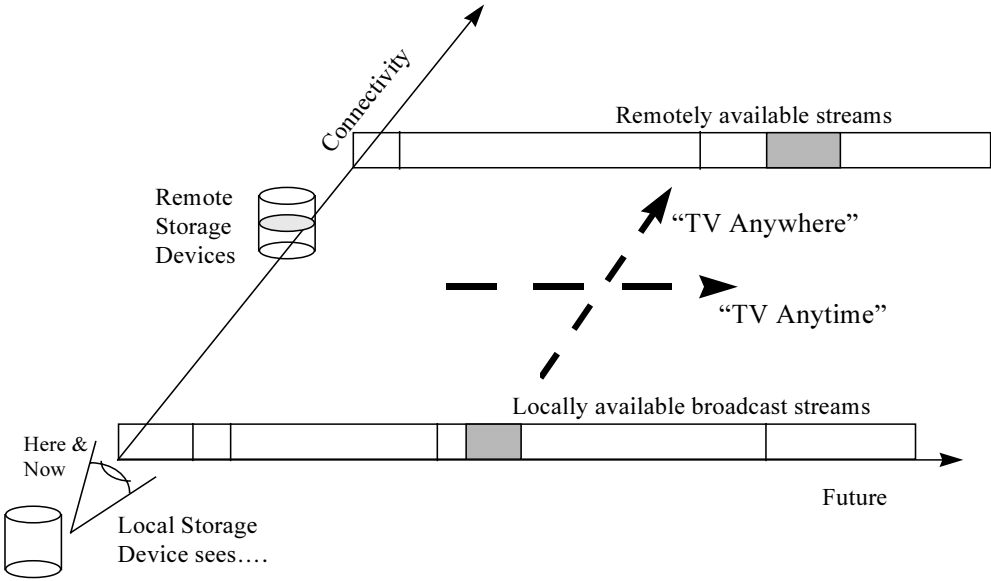 Connectivity
Remotely available streams
Remote
Storage
Devices
“TV Anywhere”
“TV Anytime”
Locally available broadcast streams
Here &
Now
Future
Local Storage
Device sees….